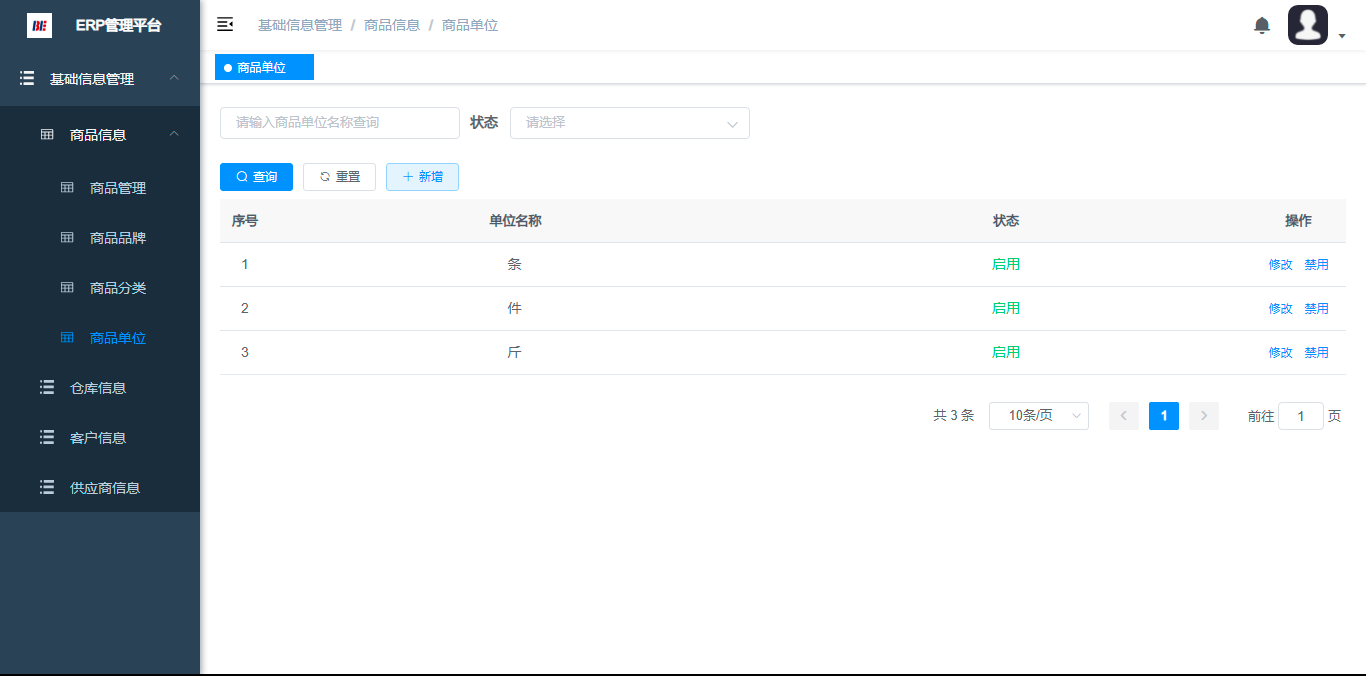 ERP管理平台
基础信息管理
商品信息
商品管理
商品品牌
商品分类
商品单位
仓库信息
客户信息
供应商信息
基础信息管理 / 商品信息 / 商品单位
商品单位
请输入商品单位名称查询 状态 请选择
查询 重置 新增
序号 单位名称 状态 操作
1 条 启用 修改 禁用
2 件 启用 修改 禁用
3 斤 启用 修改 禁用
共 3 条 10条/页 1 前往 1 页